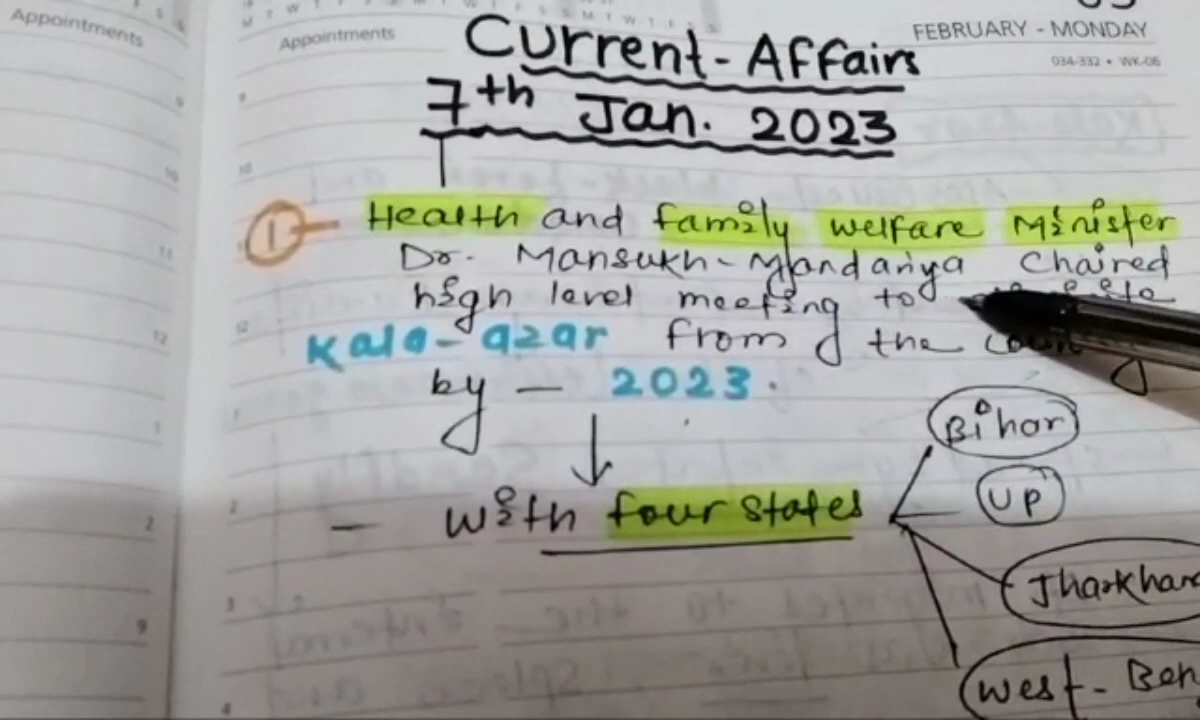 Appointments
Appointments
FEBRUARY - MONDAY
034-332 • WK-06
Current-Affairs
7th Jan. 2023
1 Health and family welfare Minister
Dr. Mansukh-Mandaviya Chaired
high level meeting to
Kala-azar from the
by — 2023.
- with four states
Bihar
UP
Jharkhan
West-Ben